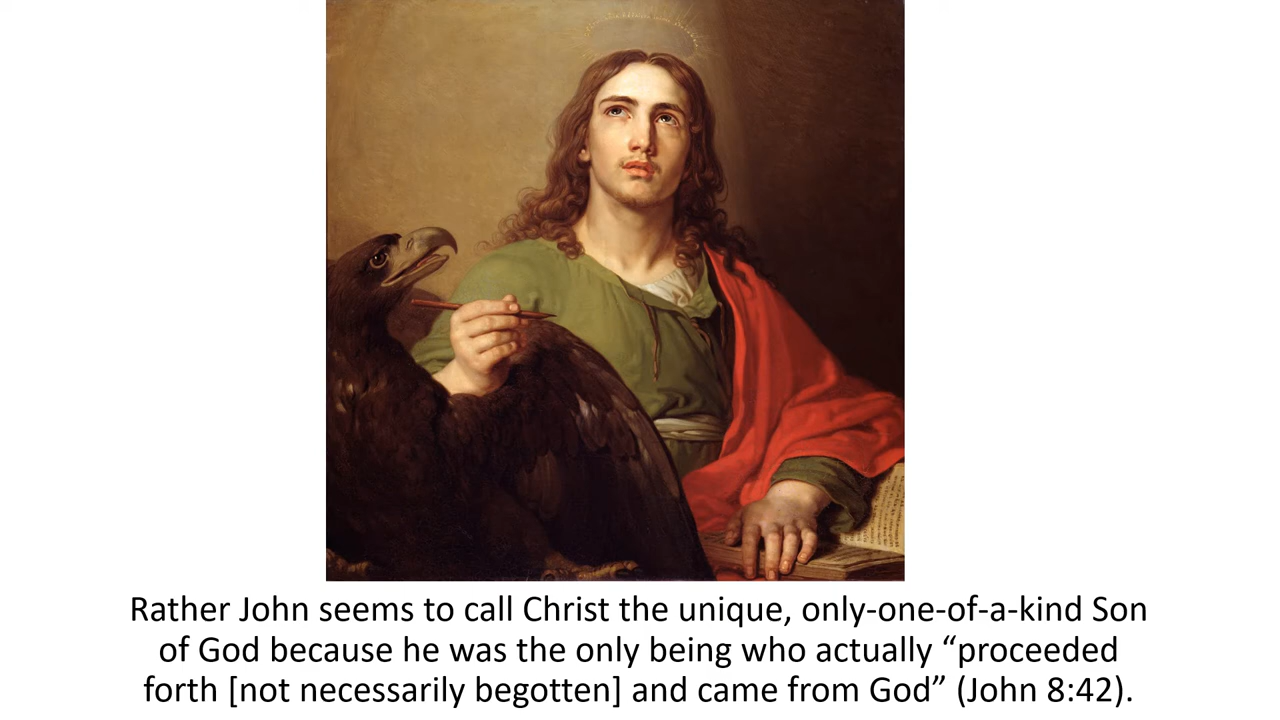 Rather John seems to call Christ the unique, only-one-of-a-kind Son
of God because he was the only being who actually “proceeded
forth [not necessarily begotten] and came from God” (John 8:42).